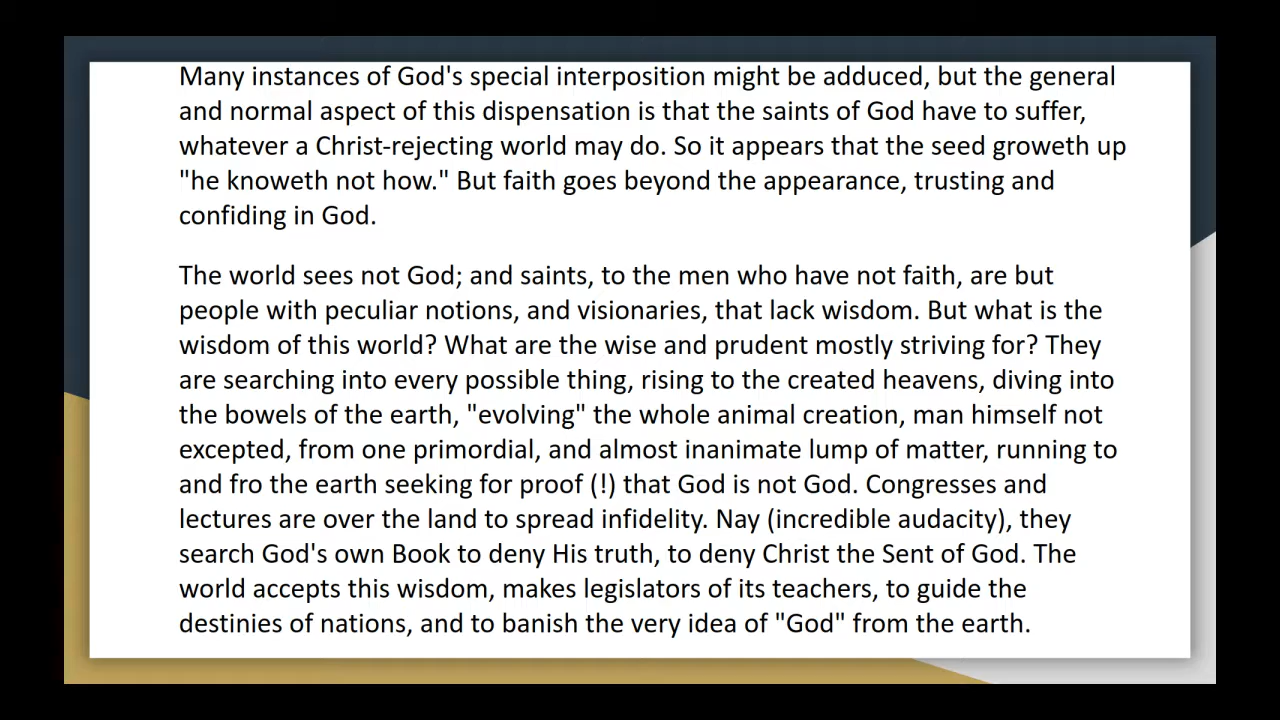 Many instances of God's special interposition might be adduced, but the general
and normal aspect of this dispensation is that the saints of God have to suffer,
whatever a Christ-rejecting world may do. So it appears that the seed groweth up
"he knoweth not how." But faith goes beyond the appearance, trusting and
confiding in God.
The world sees not God; and saints, to the men who have not faith, are but
people with peculiar notions, and visionaries, that lack wisdom. But what is the
wisdom of this world? What are the wise and prudent mostly striving for? They
are searching into every possible thing, rising to the created heavens, diving into
the bowels of the earth, "evolving" the whole animal creation, man himself not
excepted, from one primordial, and almost inanimate lump of matter, running to
and fro the earth seeking for proof (!) that God is not God. Congresses and
lectures are over the land to spread infidelity. Nay (incredible audacity), they
search God's own Book to deny His truth, to deny Christ the Sent of God. The
world accepts this wisdom, makes legislators of its teachers, to guide the
destinies of nations, and to banish the very idea of "God" from the earth.